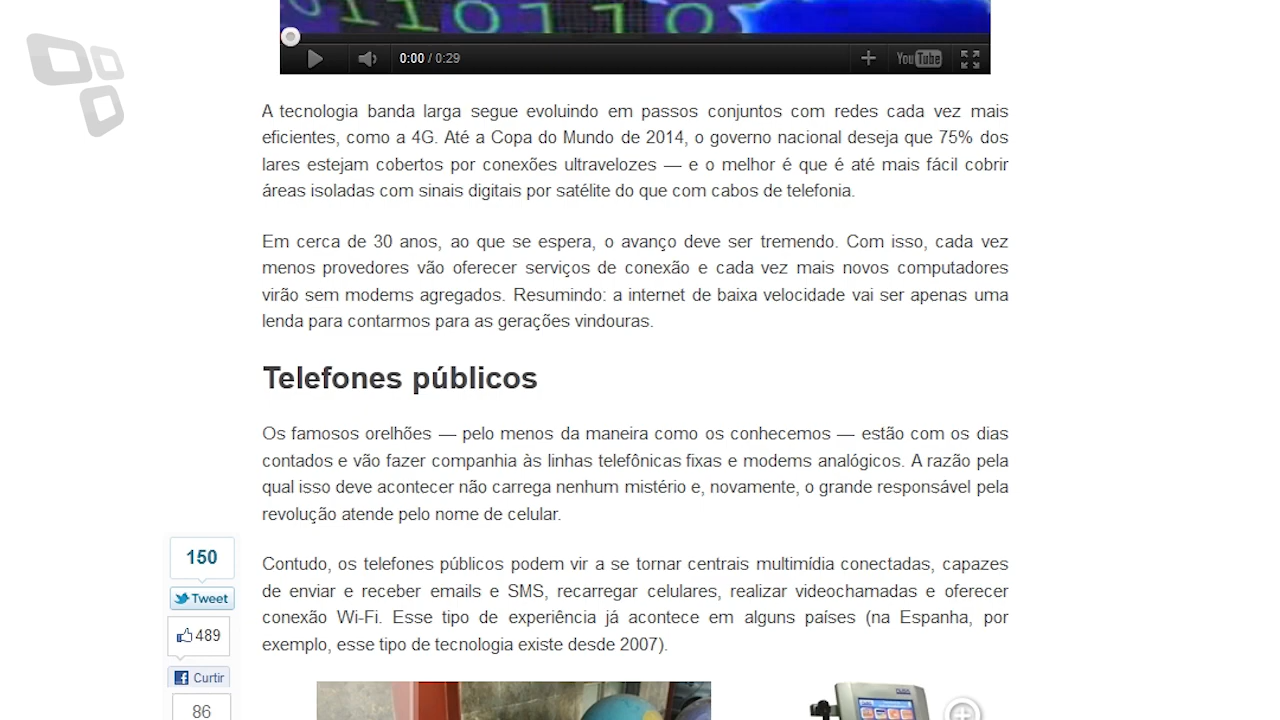 0:00 / 0:29
You Tube
A tecnologia banda larga segue evoluindo em passos conjuntos com redes cada vez mais
eficientes, como a 4G. Até a Copa do Mundo de 2014, o governo nacional deseja que 75% dos
lares estejam cobertos por conexões ultravelozes — e o melhor é que é até mais fácil cobrir
áreas isoladas com sinais digitais por satélite do que com cabos de telefonia.
Em cerca de 30 anos, ao que se espera, o avanço deve ser tremendo. Com isso, cada vez
menos provedores vão oferecer serviços de conexão e cada vez mais novos computadores
virão sem modems agregados. Resumindo: a internet de baixa velocidade vai ser apenas uma
lenda para contarmos para as gerações vindouras.
Telefones públicos
Os famosos orelhões — pelo menos da maneira como os conhecemos — estão com os dias
contados e vão fazer companhia às linhas telefônicas fixas e modems analógicos. A razão pela
qual isso deve acontecer não carrega nenhum mistério e, novamente, o grande responsável pela
revolução atende pelo nome de celular.
Contudo, os telefones públicos podem vir a se tornar centrais multimídia conectadas, capazes
de enviar e receber emails e SMS, recarregar celulares, realizar videochamadas e oferecer
conexão Wi-Fi. Esse tipo de experiência já acontece em alguns países (na Espanha, por
exemplo, esse tipo de tecnologia existe desde 2007).
150
Tweet
489
Curtir
86